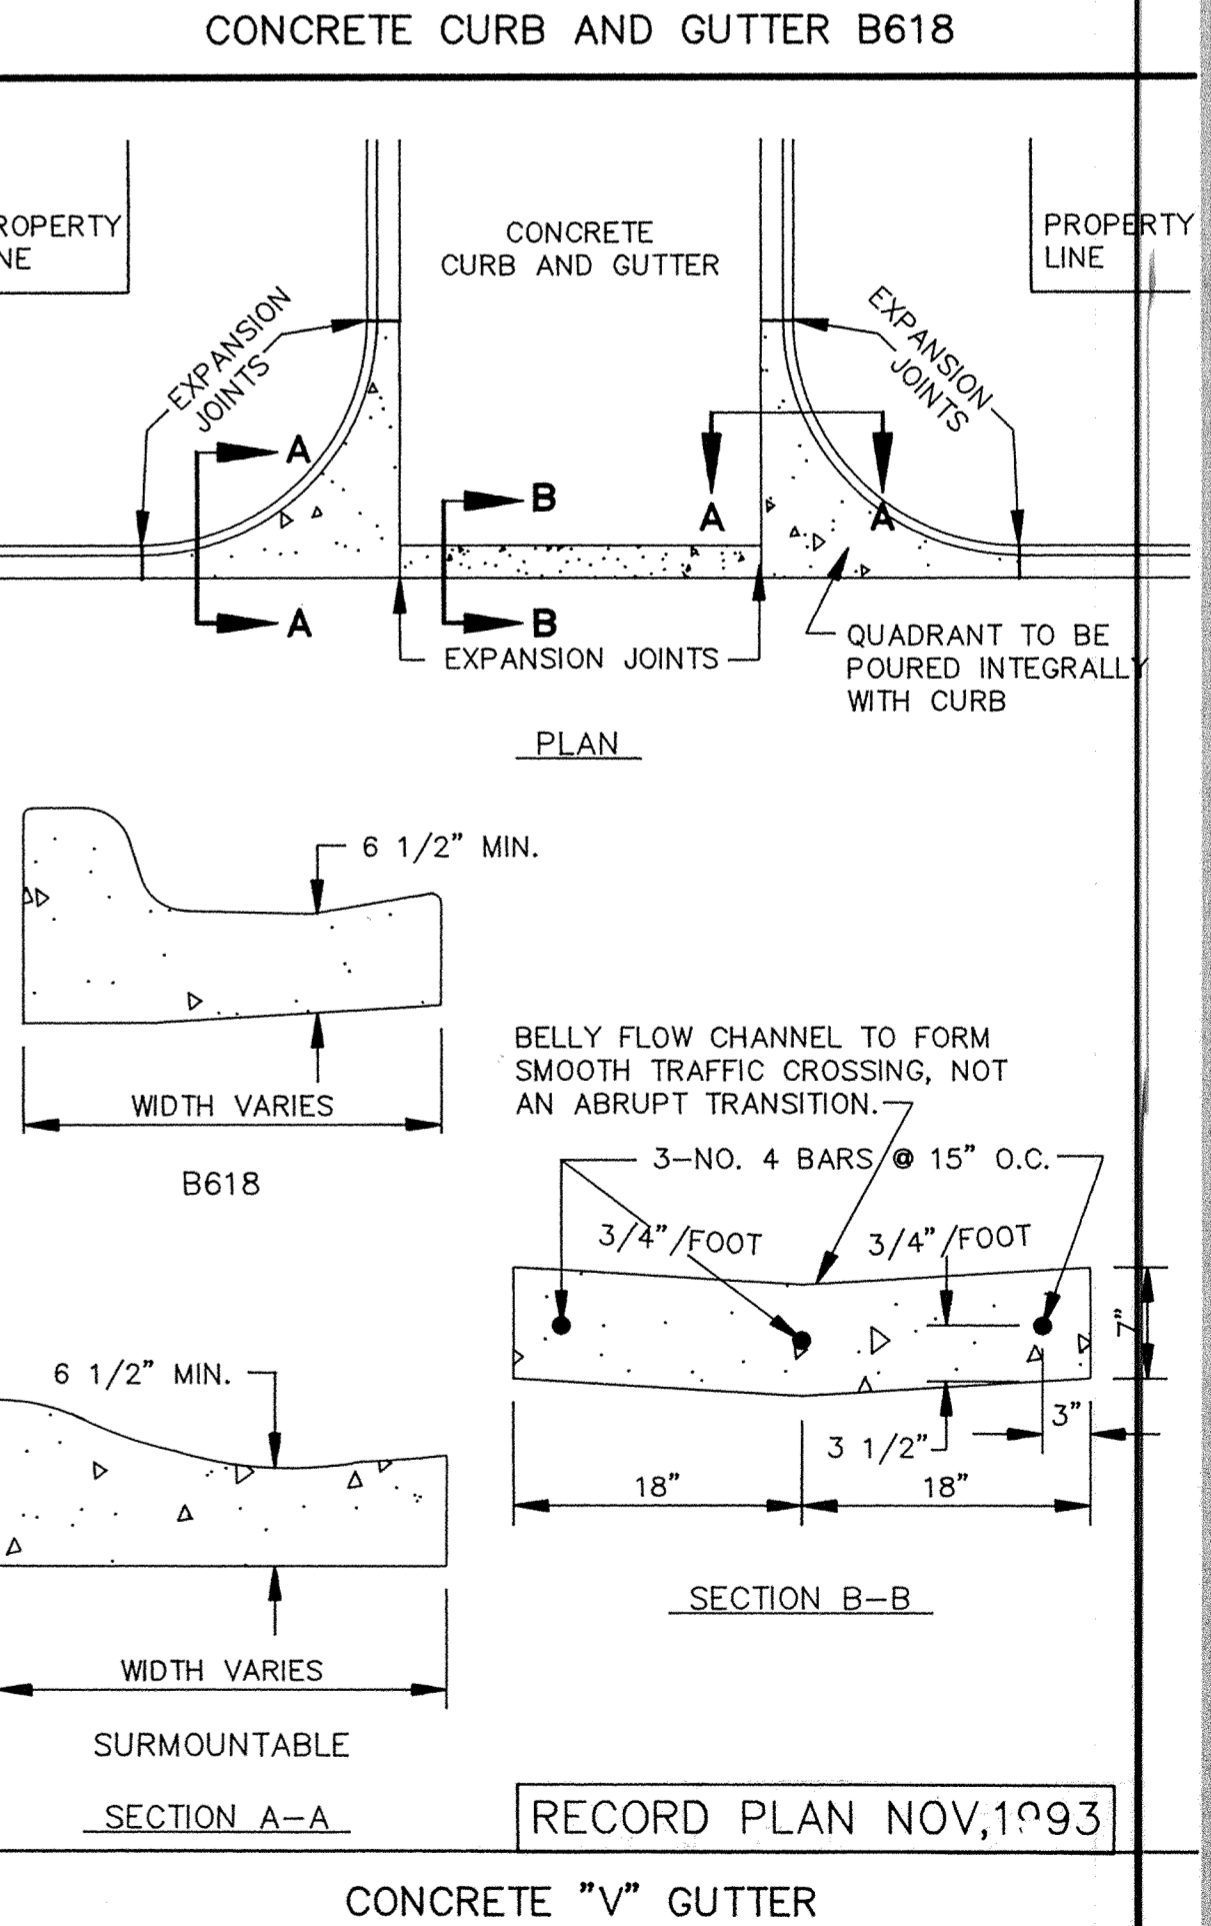 CONCRETE CURB AND GUTTER B618
ROPERTY
NE
CONCRETE
CURB AND GUTTER
PROPERTY
LINE
EXPANSION
JOINTS
EXPANSION
JOINTS
A
B
A
A
A
B
EXPANSION JOINTS
QUADRANT TO BE
POURED INTEGRALLY
WITH CURB
PLAN
6 1/2" MIN.
WIDTH VARIES
B618
BELLY FLOW CHANNEL TO FORM
SMOOTH TRAFFIC CROSSING, NOT
AN ABRUPT TRANSITION.
3-NO. 4 BARS @ 15" O.C.
3/4"/FOOT
3/4"/FOOT
7"
3"
3 1/2"
18"
18"
SECTION B-B
6 1/2" MIN.
WIDTH VARIES
SURMOUNTABLE
SECTION A-A
RECORD PLAN NOV,1993
CONCRETE "V" GUTTER